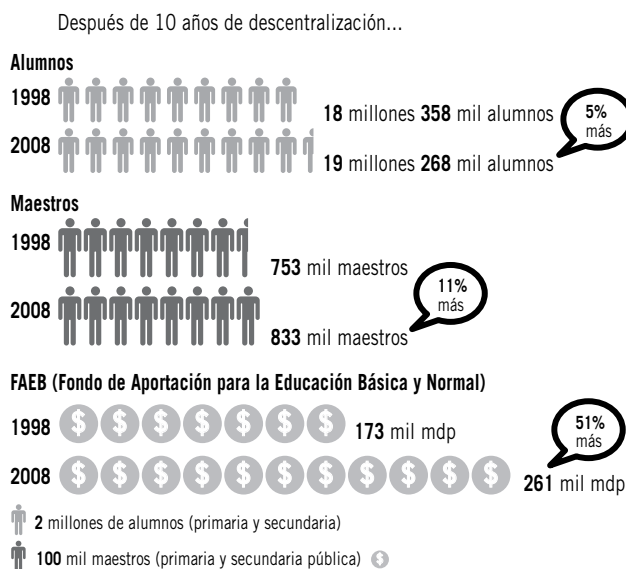 Después de 10 años de descentralización...
Alumnos
1998
18 millones 358 mil alumnos
2008
19 millones 268 mil alumnos
5%
más
Maestros
1998
753 mil maestros
2008
833 mil maestros
11%
más
FAEB (Fondo de Aportación para la Educación Básica y Normal)
1998 $ $ $ $ $ $ $ 173 mil mdp
2008 $ $ $ $ $ $ $ $ $ $ $ 261 mil mdp
51%
más
2 millones de alumnos (primaria y secundaria)
100 mil maestros (primaria y secundaria pública) $